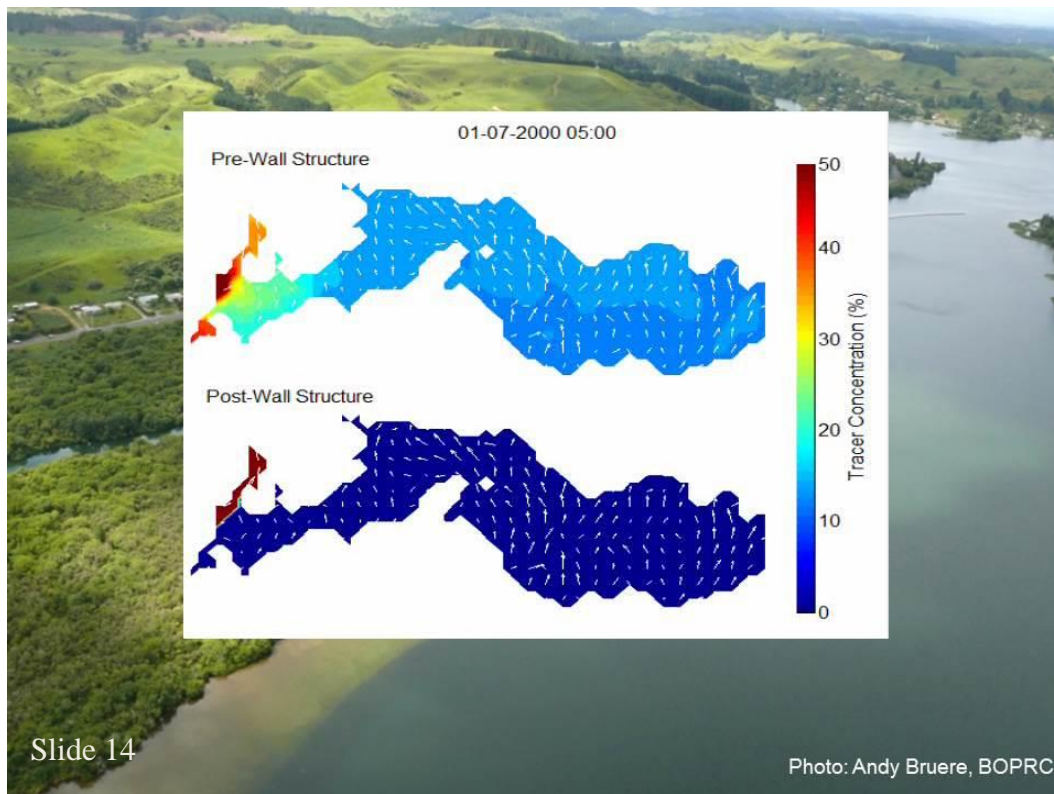 01-07-2000 05:00
Pre-Wall Structure
50
40
30
20
10
0
Tracer Concentration (%)
Post-Wall Structure
Slide 14
Photo: Andy Bruere, BOPRC